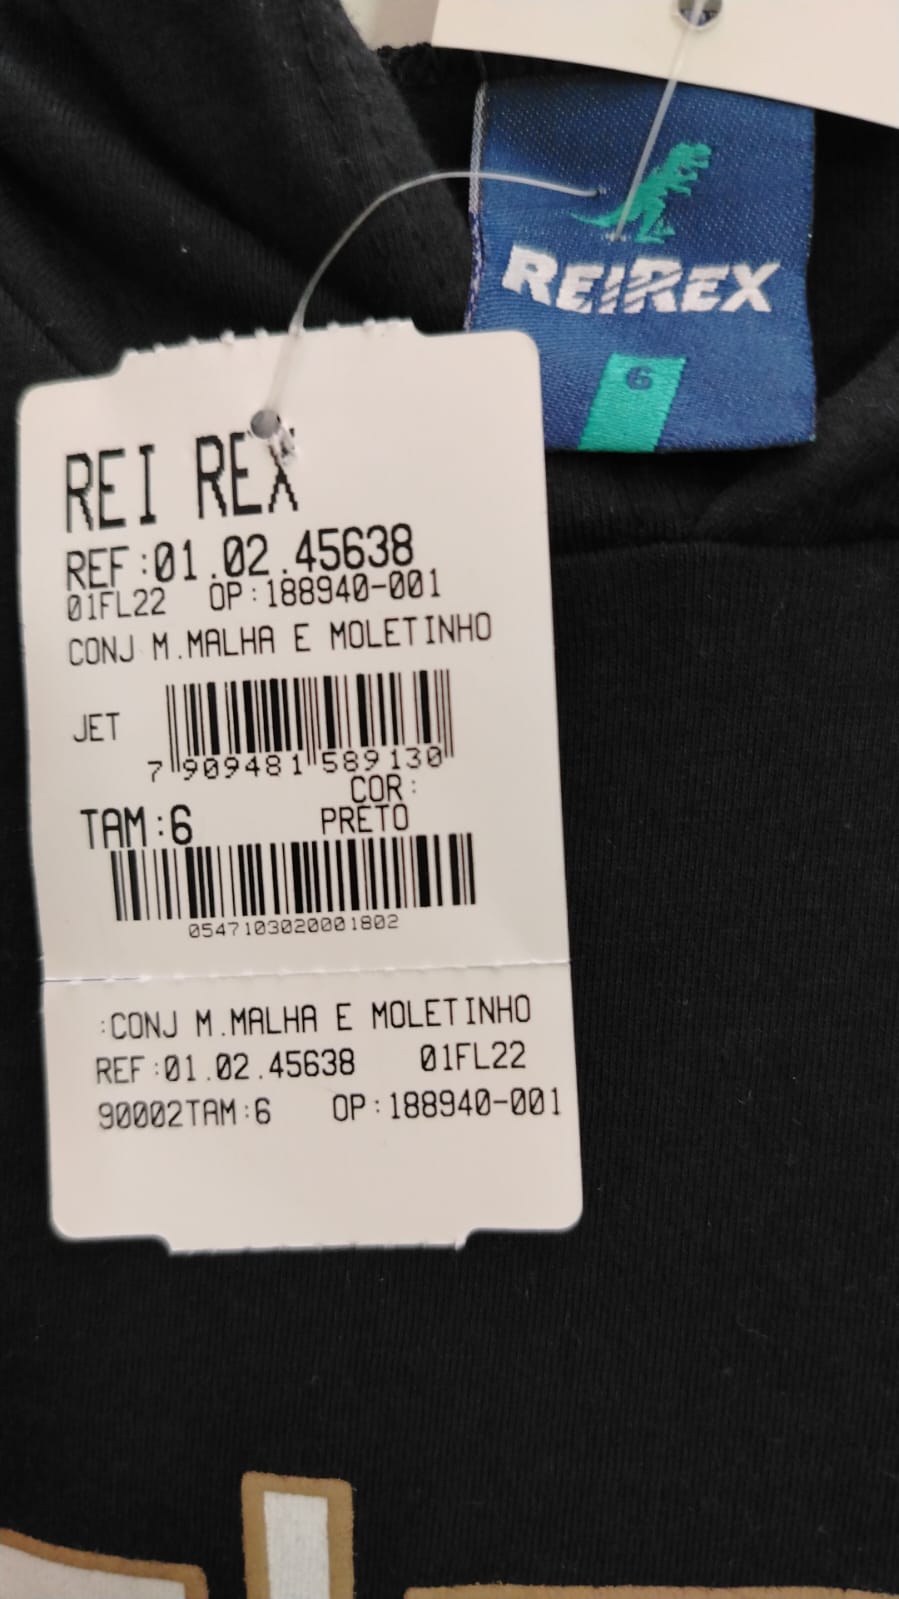 REIREX
6
REI REX
REF:01.02.45638
01FL22 OP:188940-001
CONJ M.MALHA E MOLETINHO
JET
7 909481 589130
COR:
TAM:6 PRETO
0547103020001802
:CONJ M.MALHA E MOLETINHO
REF:01.02.45638 01FL22
90002TAM:6 OP:188940-001